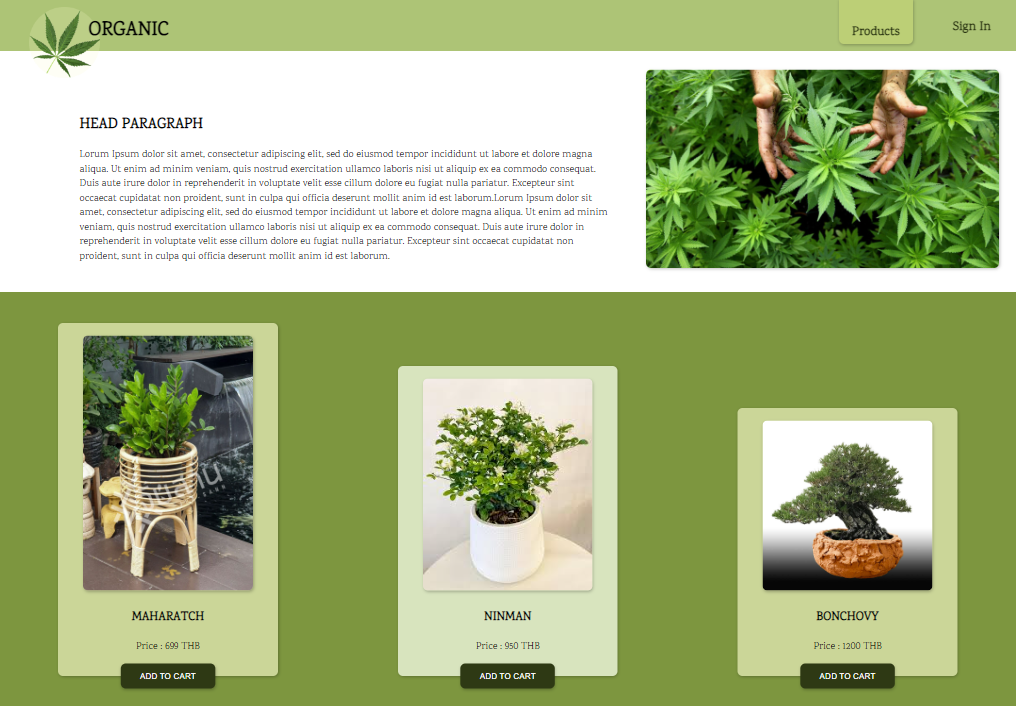 ORGANIC
Products
Sign In
HEAD PARAGRAPH
Lorum Ipsum dolor sit amet, consectetur adipiscing elit, sed do eiusmod tempor incididunt ut labore et dolore magna
aliqua. Ut enim ad minim veniam, quis nostrud exercitation ullamco laboris nisi ut aliquip ex ea commodo consequat.
Duis aute irure dolor in reprehenderit in voluptate velit esse cillum dolore eu fugiat nulla pariatur. Excepteur sint
occaecat cupidatat non proident, sunt in culpa qui officia deserunt mollit anim id est laborum.Lorum Ipsum dolor sit
amet, consectetur adipiscing elit, sed do eiusmod tempor incididunt ut labore et dolore magna aliqua. Ut enim ad minim
veniam, quis nostrud exercitation ullamco laboris nisi ut aliquip ex ea commodo consequat. Duis aute irure dolor in
reprehenderit in voluptate velit esse cillum dolore eu fugiat nulla pariatur. Excepteur sint occaecat cupidatat non
proident, sunt in culpa qui officia deserunt mollit anim id est laborum.
MAHARATCH
NINMAN
BONCHOVY
Price : 699 THB
Price : 950 THB
Price : 1200 THB
ADD TO CART
ADD TO CART
ADD TO CART